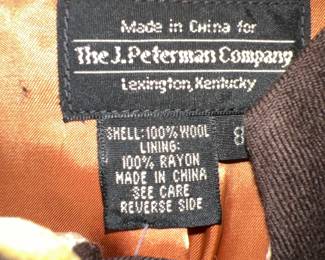 Made in China for
The J. Peterman Company
Lexington, Kentucky
SHELL: 100% WOOL
LINING:
100% RAYON
MADE IN CHINA
SEE CARE
REVERSE SIDE
8